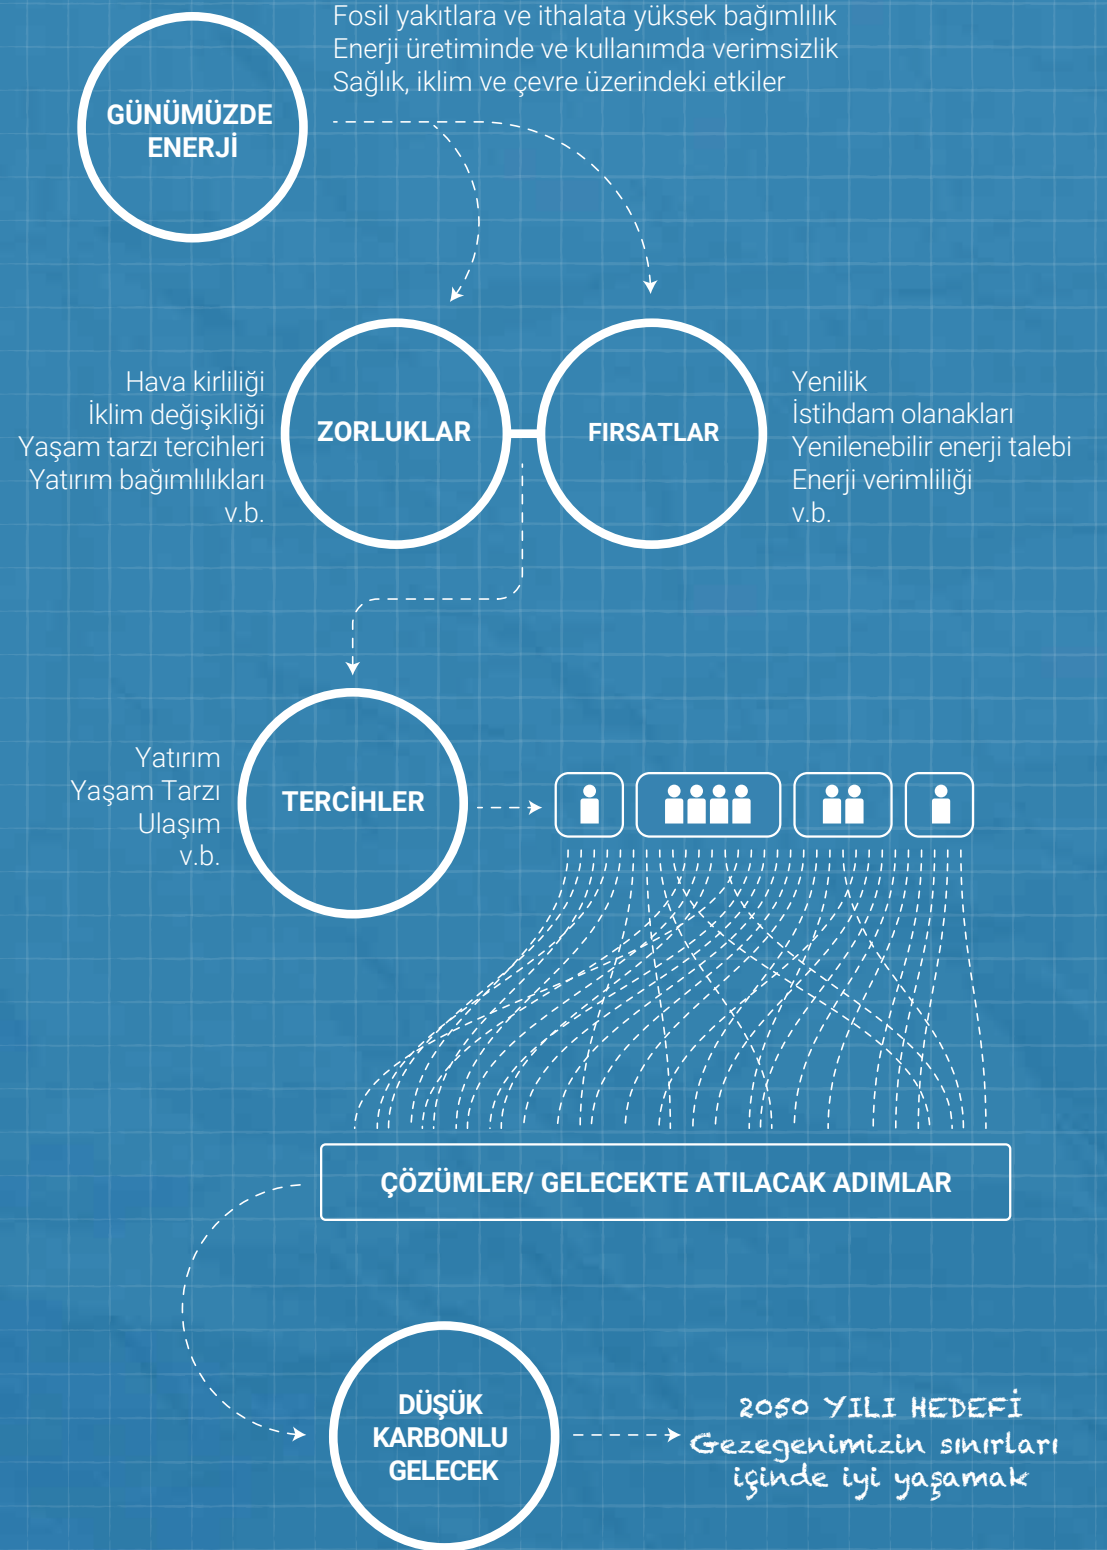 Fosil yakıtlara ve ithalata yüksek bağımlılık
Enerji üretiminde ve kullanımda verimsizlik
Sağlık, iklim ve çevre üzerindeki etkiler
GÜNÜMÜZDE
ENERJİ
Hava kirliliği
İklim değişikliği
Yaşam tarzı tercihleri
Yatırım bağımlılıkları
v.b.
ZORLUKLAR
FIRSATLAR
Yenilik
İstihdam olanakları
Yenilenebilir enerji talebi
Enerji verimliliği
v.b.
Yatırım
Yaşam Tarzı
Ulaşım
v.b.
TERCİHLER
ÇÖZÜMLER/ GELECEKTE ATILACAK ADIMLAR
DÜŞÜK
KARBONLU
GELECEK
2050 YILI HEDEFİ
Gezegenimizin sınırları
içinde iyi yaşamak